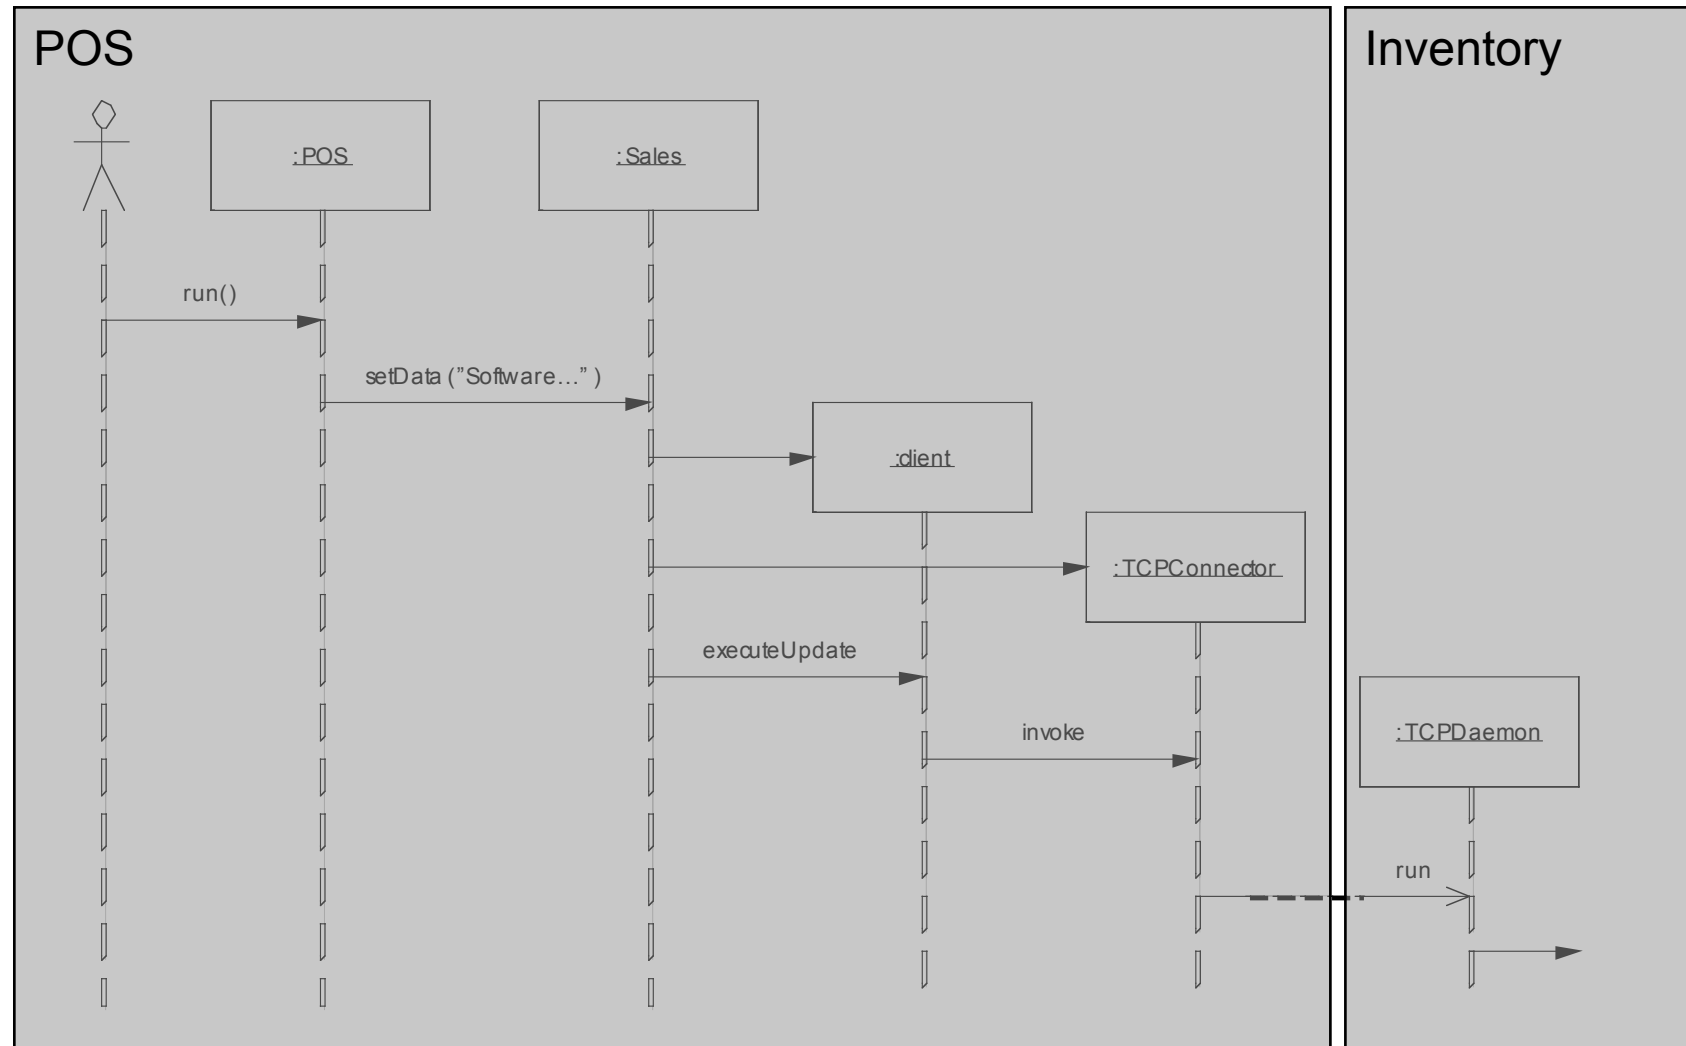 POS
Inventory
:POS
:Sales
run()
setData ("Software…" )
:client
:TCPConnector
executeUpdate
invoke
:TCPDaemon
run